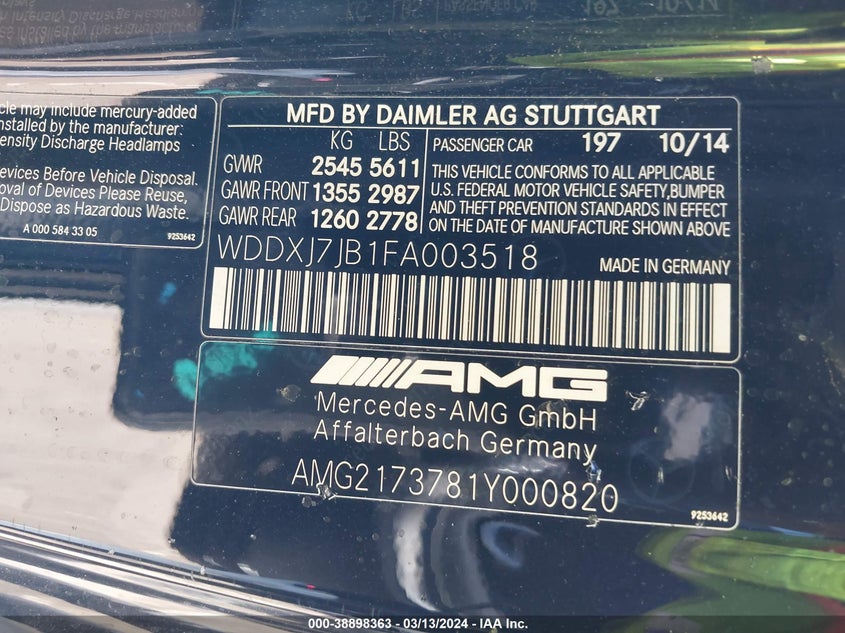 cle may include mercury-added
installed by the manufacturer:
ensity Discharge Headlamps
evices Before Vehicle Disposal.
oval of Devices Please Reuse,
Dispose as Hazardous Waste.
A 000 584 33 05
9253642
MFD BY DAIMLER AG STUTTGART
KG LBS
GVWR 2545 5611
GAWR FRONT 1355 2987
GAWR REAR 1260 2778
PASSENGER CAR 197 10/14
THIS VEHICLE CONFORMS TO ALL APPLICABLE
U.S. FEDERAL MOTOR VEHICLE SAFETY,BUMPER
AND THEFT PREVENTION STANDARDS IN EFFECT
ON THE DATE OF MANUFACTURE SHOWN ABOVE
WDDXJ7JB1FA003518
MADE IN GERMANY
AMG
Mercedes-AMG GmbH
Affalterbach Germany
AMG2173781Y000820
9253642
000-38898363 - 03/13/2024 - IAA Inc.